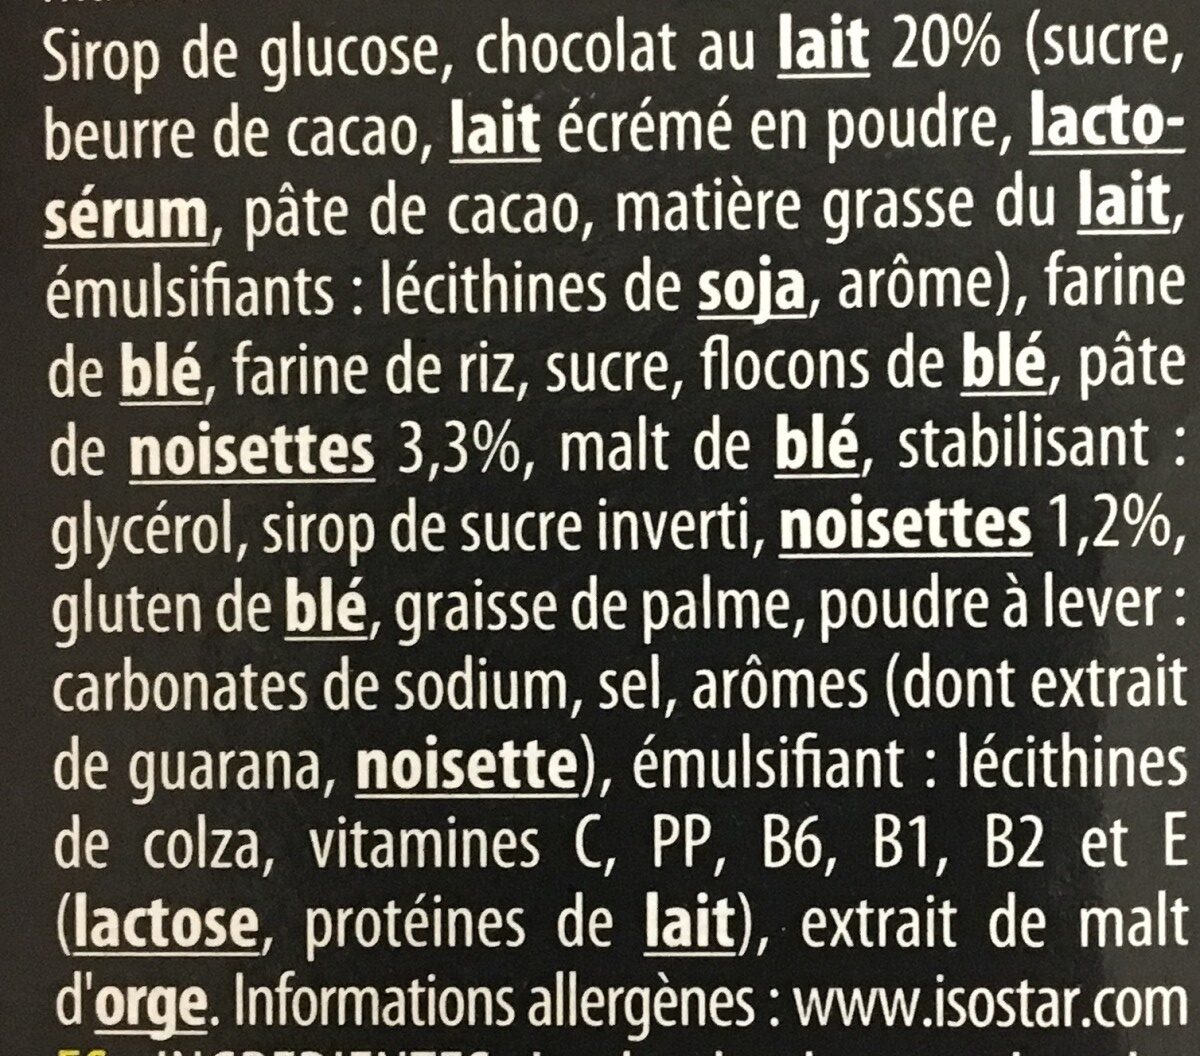 Sirop de glucose, chocolat au lait 20% (sucre,
beurre de cacao, lait écrémé en poudre, lacto-
sérum, pâte de cacao, matière grasse du lait,
émulsifiants : lécithines de soja, arôme), farine
de blé, farine de riz, sucre, flocons de blé, pâte
de noisettes 3,3%, malt de blé, stabilisant :
glycérol, sirop de sucre inverti, noisettes 1,2%,
gluten de blé, graisse de palme, poudre à lever :
carbonates de sodium, sel, arômes (dont extrait
de guarana, noisette), émulsifiant : lécithines
de colza, vitamines C, PP, B6, B1, B2 et E
(lactose, protéines de lait), extrait de malt
d'orge. Informations allergènes : www.isostar.com